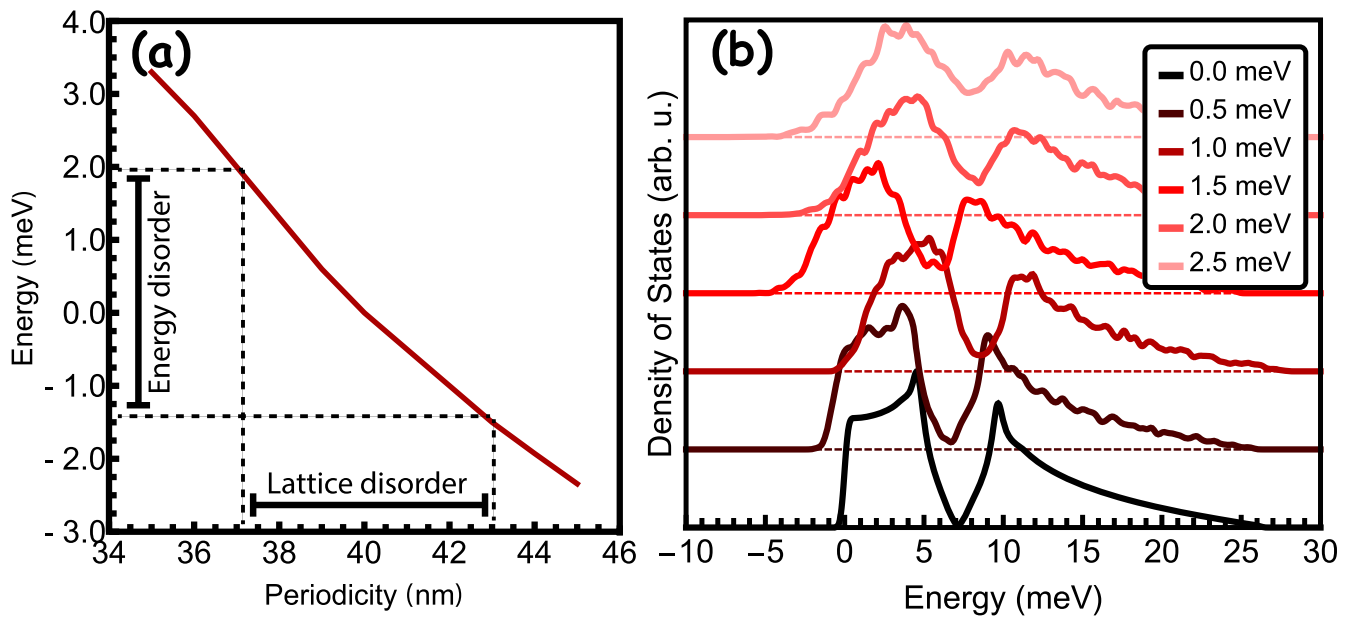 (a)
4.0
3.0
2.0
1.0
0.0
- 1.0
- 2.0
- 3.0
Energy (meV)
Energy disorder
Lattice disorder
34 36 38 40 42 44 46
Periodicity (nm)
(b)
0.0 meV
0.5 meV
1.0 meV
1.5 meV
2.0 meV
2.5 meV
Density of States (arb. u.)
−10 −5 0 5 10 15 20 25 30
Energy (meV)